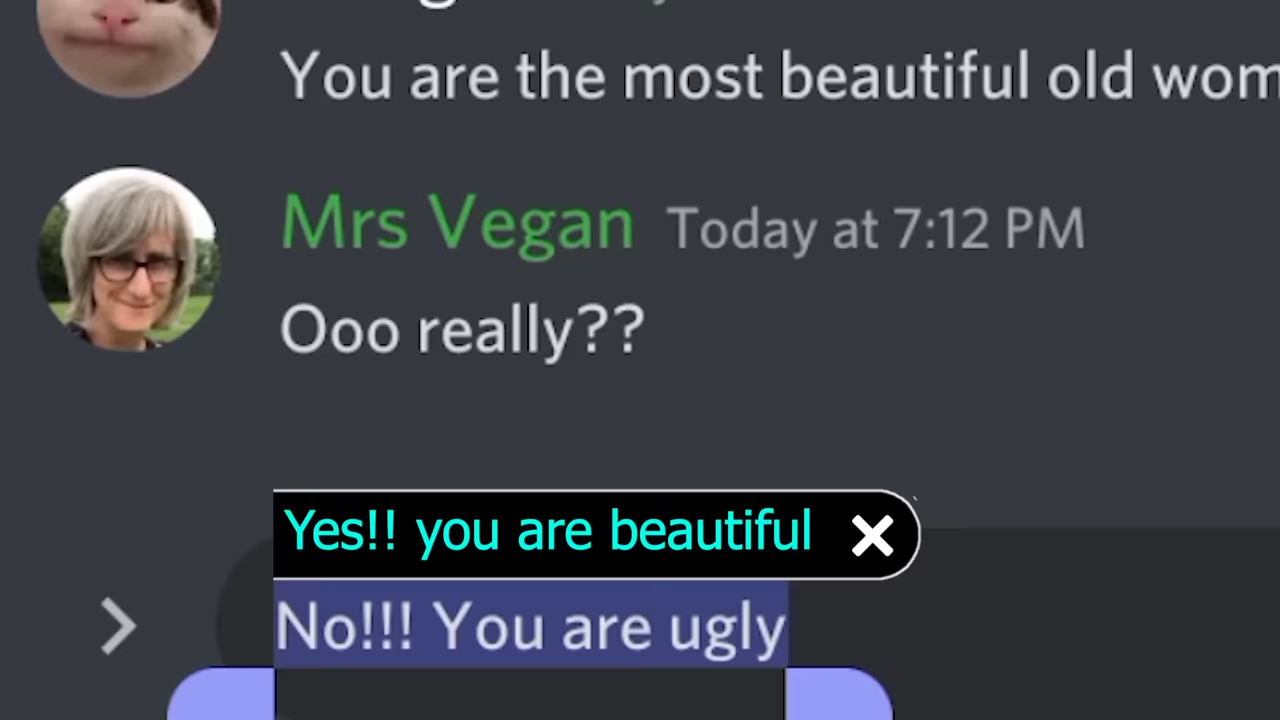 You are the most beautiful old wom
Mrs Vegan Today at 7:12 PM
Ooo really??
Yes!! you are beautiful
No!!! You are ugly